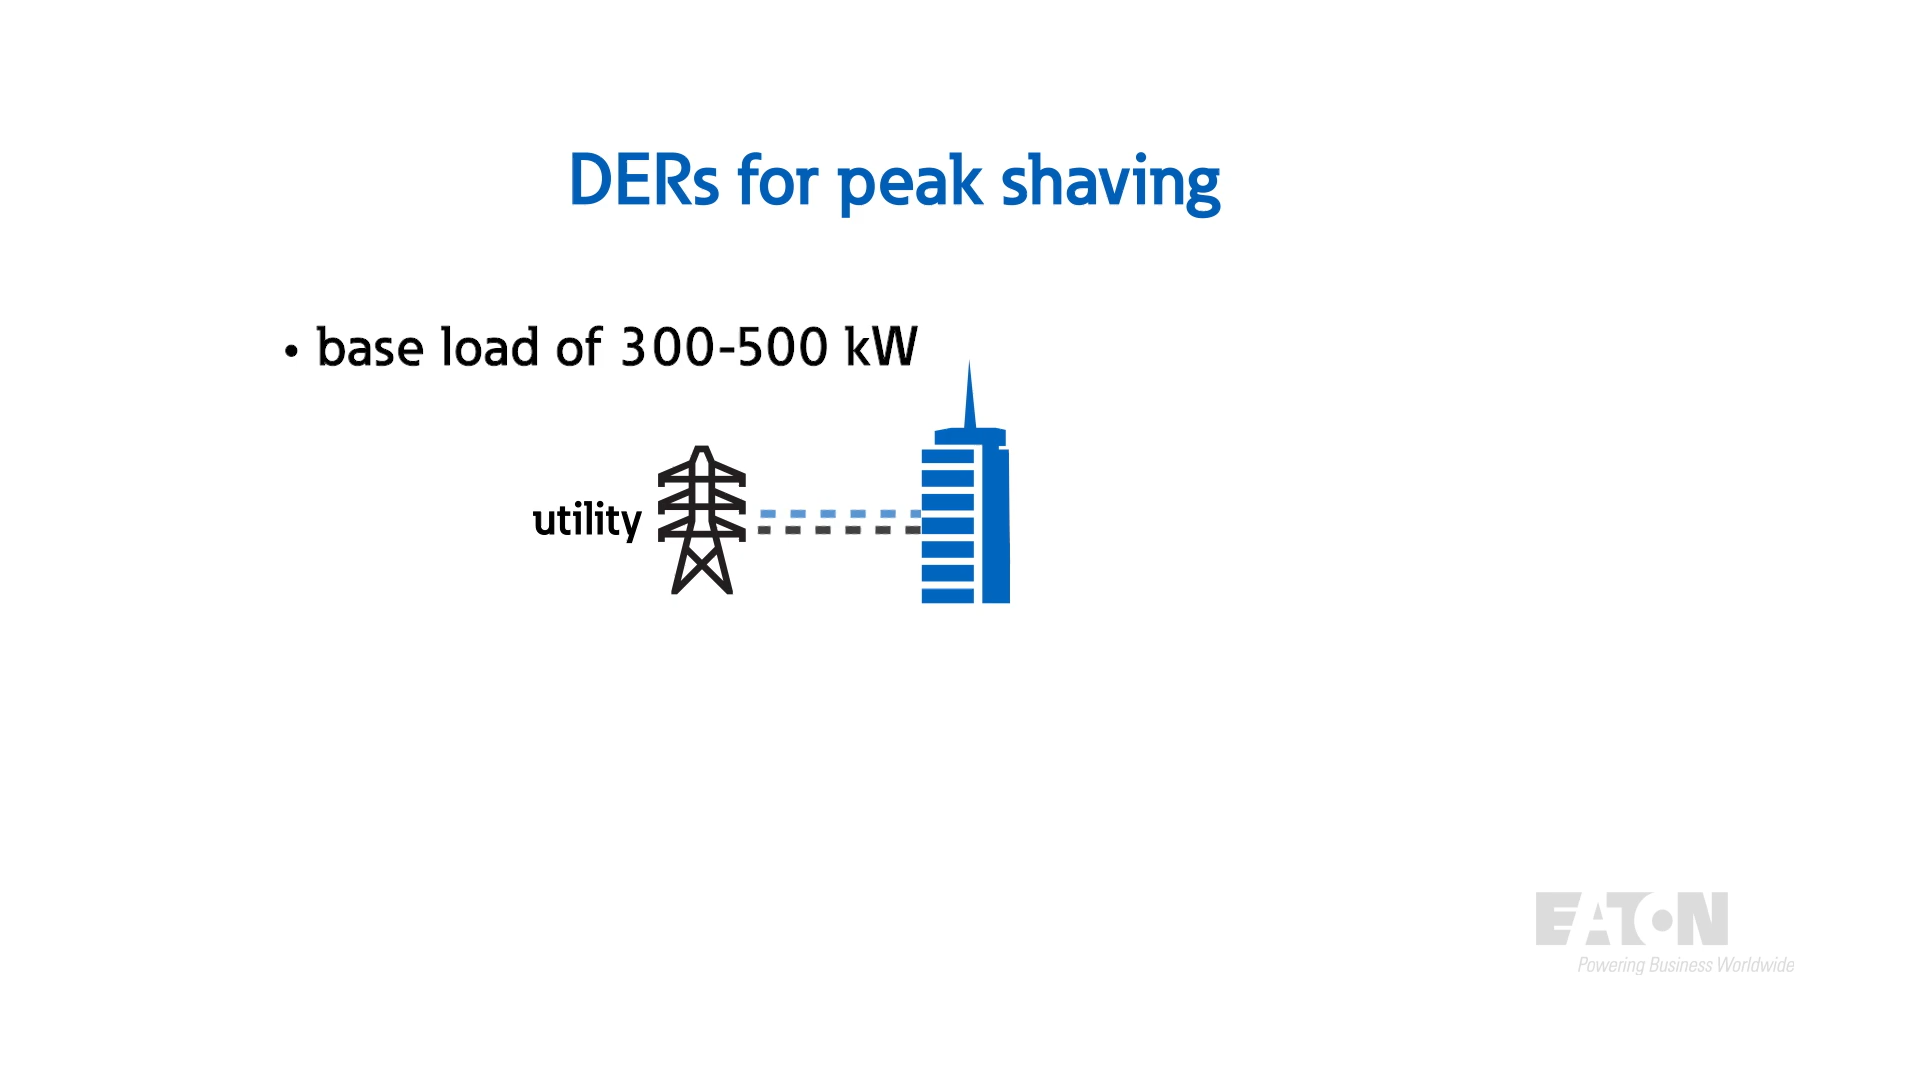 DERs for peak shaving
• base load of 300-500 kW
utility
EATON
Powering Business Worldwide